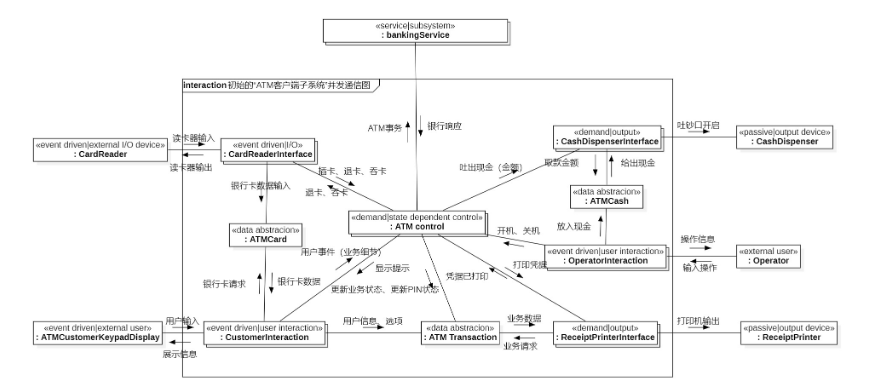 «service|subsystem»
: bankingService
interaction 初始的“ATM客户端子系统”并发通信图
ATM事务
银行响应
«event driven|external I/O device»
: CardReader
读卡器输入
读卡器输出
«event driven|I/O»
: CardReaderInterface
«demand|output»
: CashDispenserInterface
吐钞口开启
«passive|output device»
: CashDispenser
插卡、退卡、吞卡
退卡、吞卡
吐出现金（金额）
取款金额
给出现金
银行卡数据输入
«data abstracion»
: ATMCash
«data abstracion»
: ATMCard
«demand|state dependent control»
: ATM control
放入现金
开机、关机
用户事件（业务细节）
显示提示
«event driven|user interaction»
: OperatorInteraction
操作信息
输入操作
«external user»
: Operator
打印凭据
凭据已打印
银行卡请求
银行卡数据
更新业务状态、更新PIN状态
«event driven|external user»
: ATMCustomerKeypadDisplay
用户输入
展示信息
«event driven|user interaction»
: CustomerInteraction
用户信息、选项
«data abstracion»
: ATM Transaction
业务数据
业务请求
«demand|output»
: ReceiptPrinterInterface
打印机输出
«passive|output device»
: ReceiptPrinter